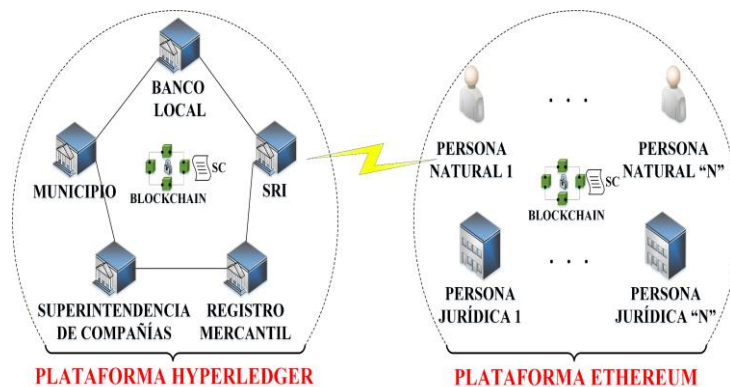 BANCO
LOCAL
MUNICIPIO
SC
BLOCKCHAIN
SRI
SUPERINTENDENCIA
DE COMPAÑÍAS
REGISTRO
MERCANTIL
PLATAFORMA HYPERLEDGER
. . .
PERSONA
NATURAL 1
PERSONA
NATURAL “N”
SC
BLOCKCHAIN
. . .
PERSONA
JURÍDICA 1
PERSONA
JURÍDICA “N”
PLATAFORMA ETHEREUM